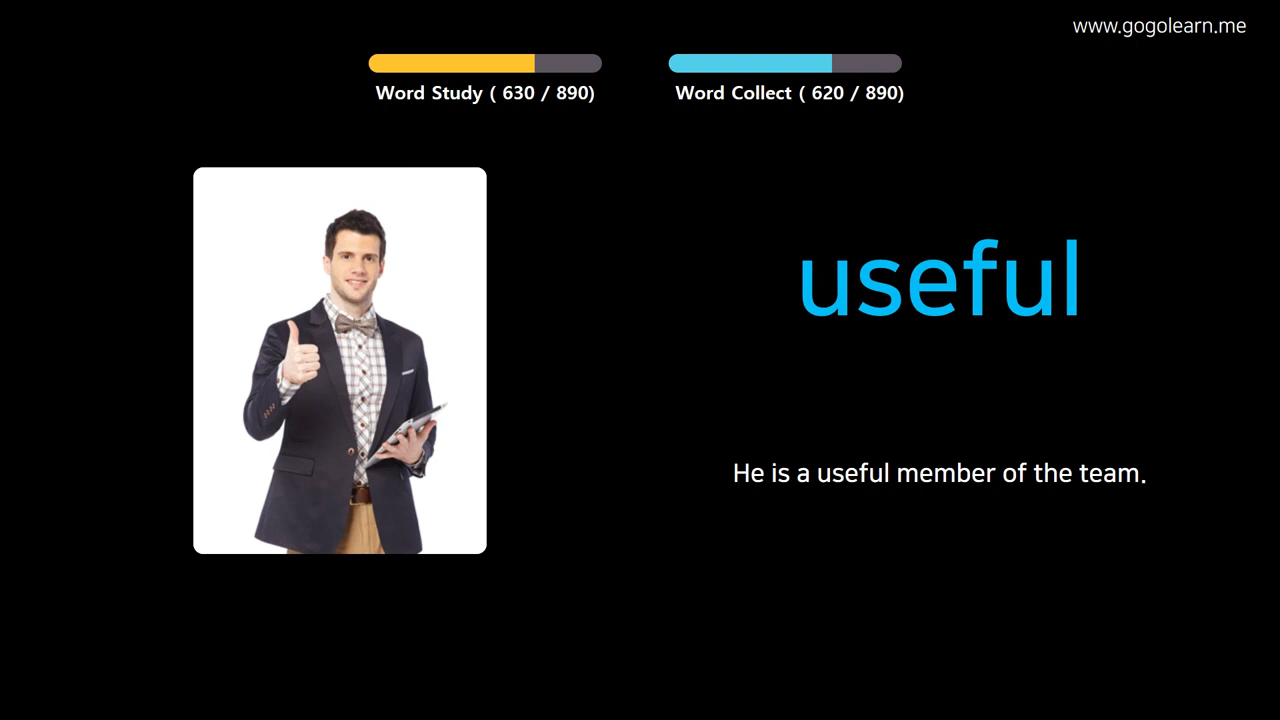 www.gogolearn.me
Word Study ( 630 / 890)
Word Collect ( 620 / 890)
useful
He is a useful member of the team.